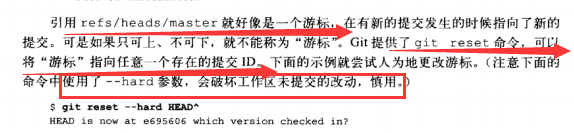 引用 refs/heads/master 就好像是一个游标，在有新的提交发生的时候指向了新的
提交。可是如果只可上、不可下，就不能称为“游标”。Git 提供了 git reset 命令，可以
将“游标”指向任意一个存在的提交 ID。下面的示例就尝试人为地更改游标。（注意下面的
命令中使用了 --hard 参数，会破坏工作区未提交的改动，慎用。）
$ git reset --hard HEAD^
HEAD is now at e695606 which version checked in?